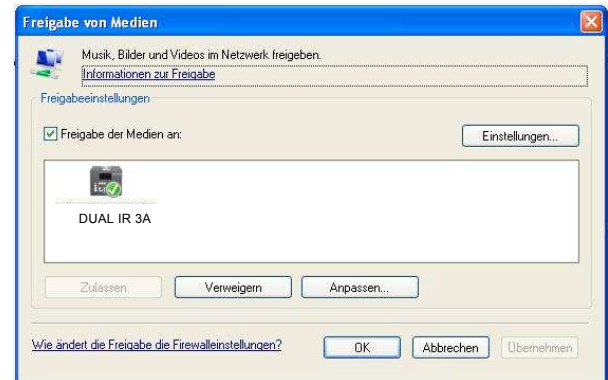 Freigabe von Medien
Musik, Bilder und Videos im Netzwerk freigeben.
Informationen zur Freigabe
Freigabeeinstellungen
Freigabe der Medien an:
Einstellungen...
DUAL IR 3A
Zulassen
Verweigern
Anpassen...
Wie ändert die Freigabe die Firewalleinstellungen?
OK
Abbrechen
Übernehmen